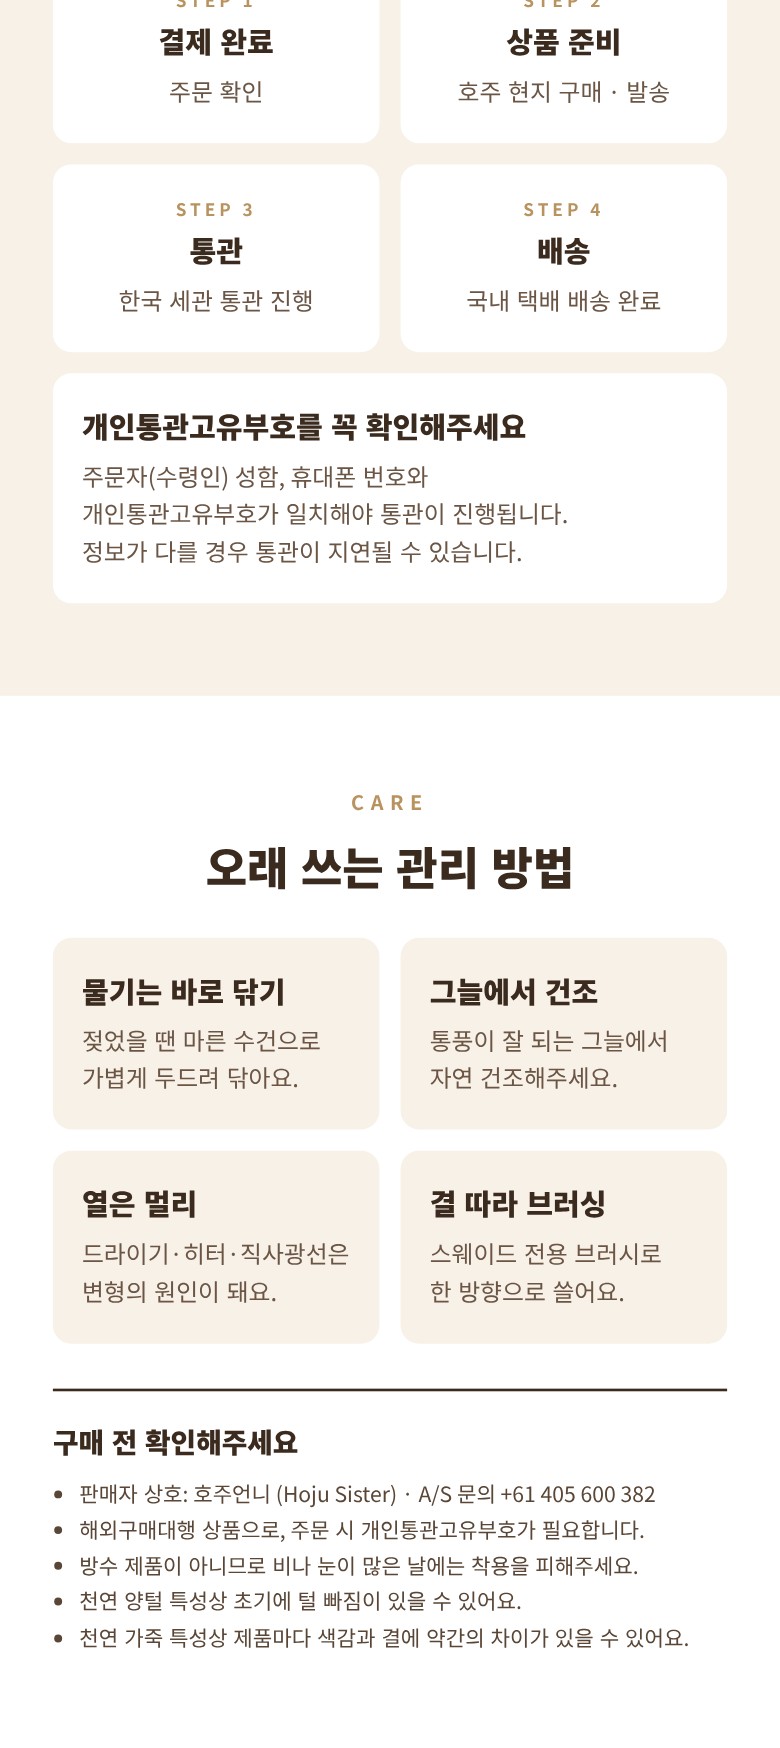 STEP 1
결제 완료
주문 확인
STEP 2
상품 준비
호주 현지 구매 · 발송
STEP 3
통관
한국 세관 통관 진행
STEP 4
배송
국내 택배 배송 완료
개인통관고유부호를 꼭 확인해주세요
주문자(수령인) 성함, 휴대폰 번호와
개인통관고유부호가 일치해야 통관이 진행됩니다.
정보가 다를 경우 통관이 지연될 수 있습니다.
CARE
오래 쓰는 관리 방법
물기는 바로 닦기
젖었을 땐 마른 수건으로
가볍게 두드려 닦아요.
그늘에서 건조
통풍이 잘 되는 그늘에서
자연 건조해주세요.
열은 멀리
드라이기·히터·직사광선은
변형의 원인이 돼요.
결 따라 브러싱
스웨이드 전용 브러시로
한 방향으로 쓸어요.
구매 전 확인해주세요
• 판매자 상호: 호주언니 (Hoju Sister) · A/S 문의 +61 405 600 382
• 해외구매대행 상품으로, 주문 시 개인통관고유부호가 필요합니다.
• 방수 제품이 아니므로 비나 눈이 많은 날에는 착용을 피해주세요.
• 천연 양털 특성상 초기에 털 빠짐이 있을 수 있어요.
• 천연 가죽 특성상 제품마다 색감과 결에 약간의 차이가 있을 수 있어요.